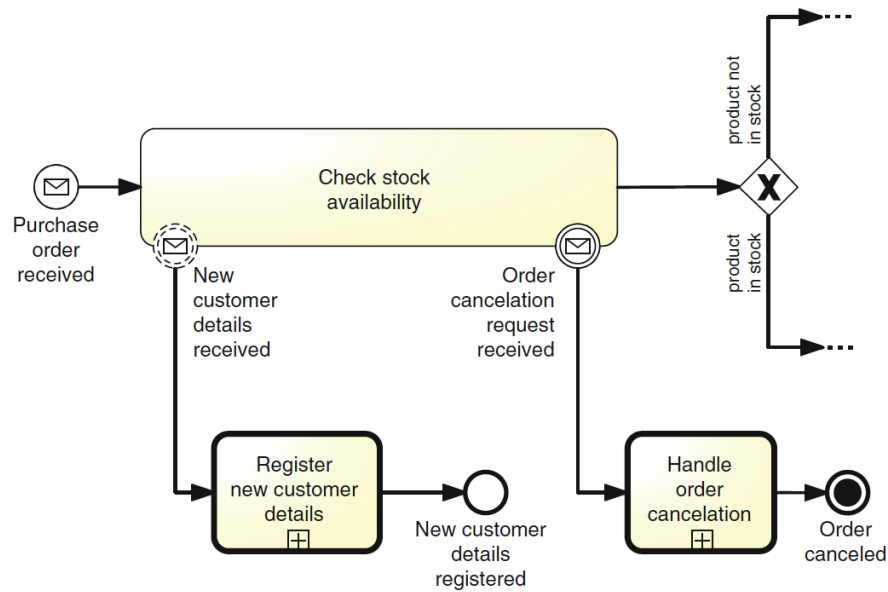 Check stock
availability
product not
in stock
product
in stock
Purchase
order
received
New
customer
details
received
Order
cancelation
request
received
Register
new customer
details
New customer
details
registered
Handle
order
cancelation
Order
canceled